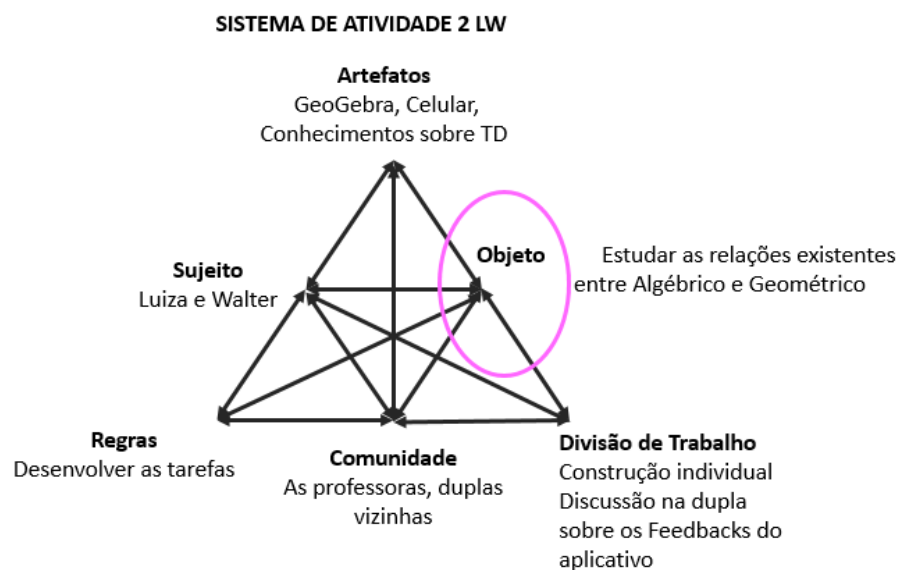 SISTEMA DE ATIVIDADE 2 LW
Artefatos
GeoGebra, Celular,
Conhecimentos sobre TD
Sujeito
Luiza e Walter
Objeto
Estudar as relações existentes
entre Algébrico e Geométrico
Regras
Desenvolver as tarefas
Comunidade
As professoras, duplas
vizinhas
Divisão de Trabalho
Construção individual
Discussão na dupla
sobre os Feedbacks do
aplicativo